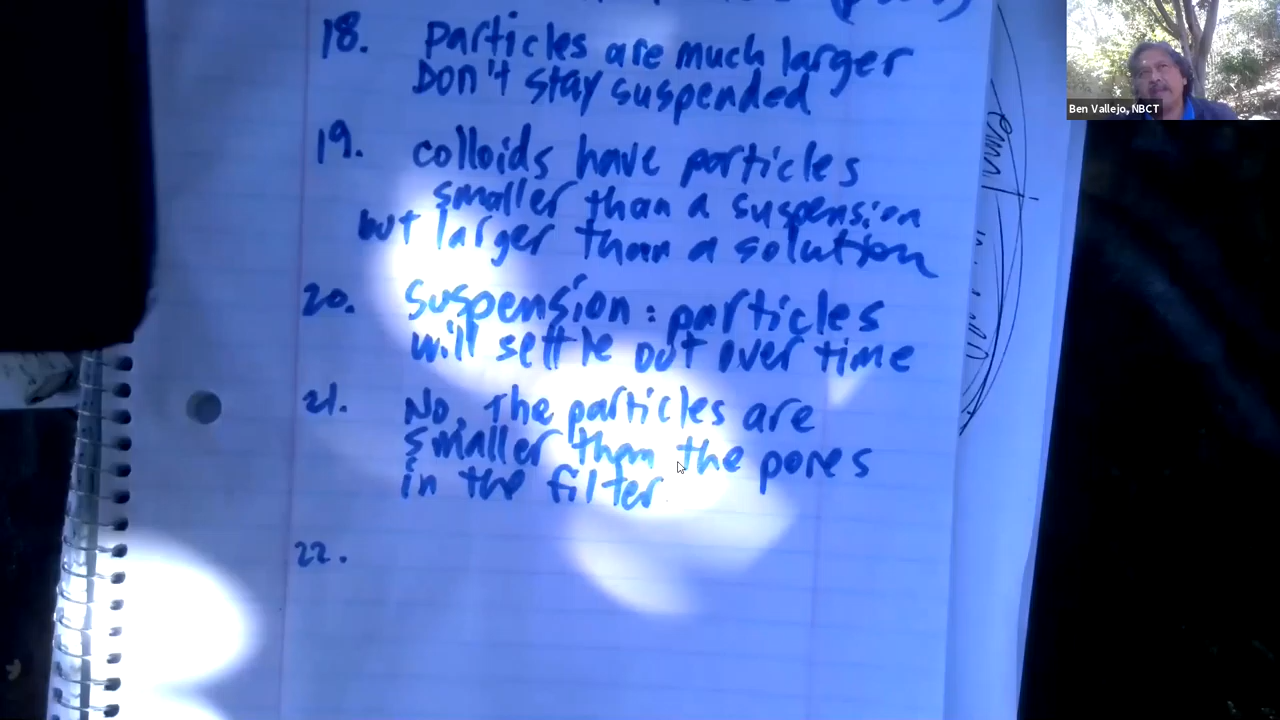 18. Particles are much larger
Don't stay suspended
19. colloids have particles
smaller than a suspension
but larger than a solution
20. Suspension: particles
will settle out over time
21. No. The particles are
smaller than the pores
in the filter
22.
Ben Vallejo, NBCT